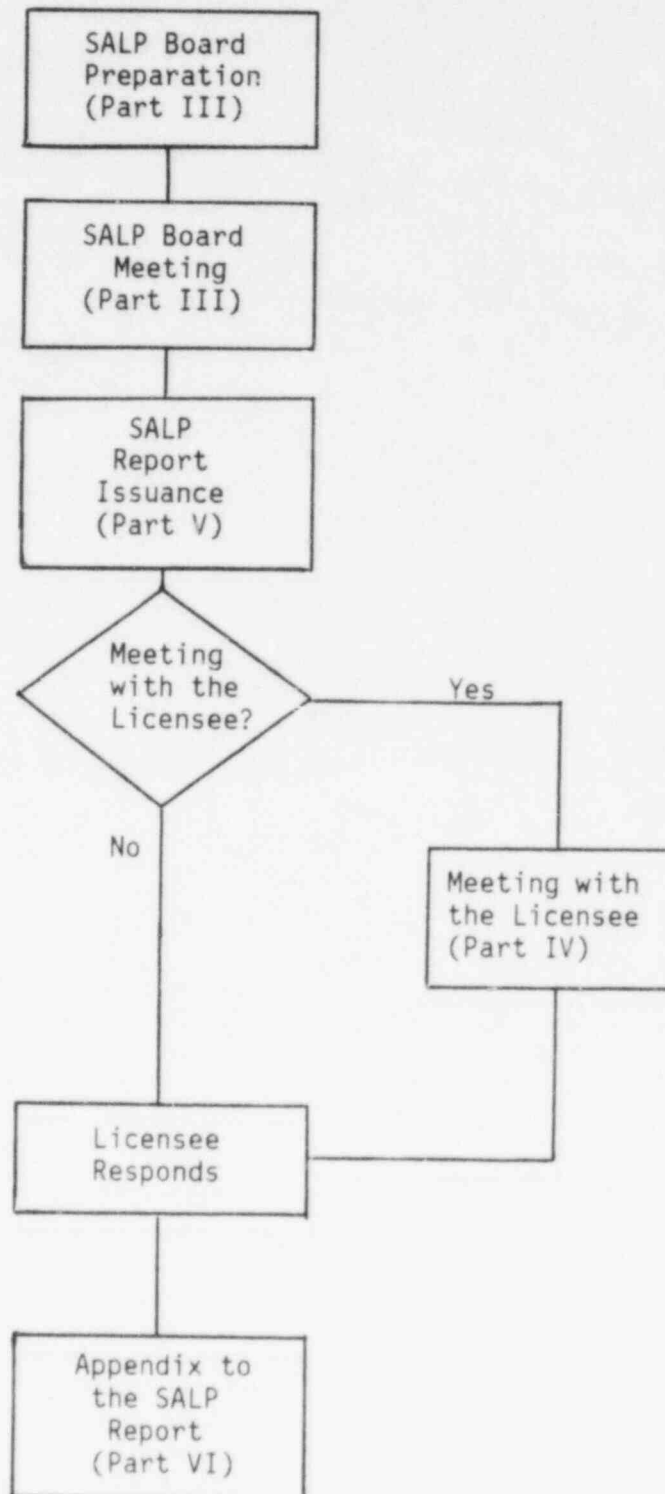 SALP Board
Preparation
(Part III)
SALP Board
Meeting
(Part III)
SALP
Report
Issuance
(Part V)
Meeting
with the
Licensee?
Yes
No
Meeting with
the Licensee
(Part IV)
Licensee
Responds
Appendix to
the SALP
Report
(Part VI)